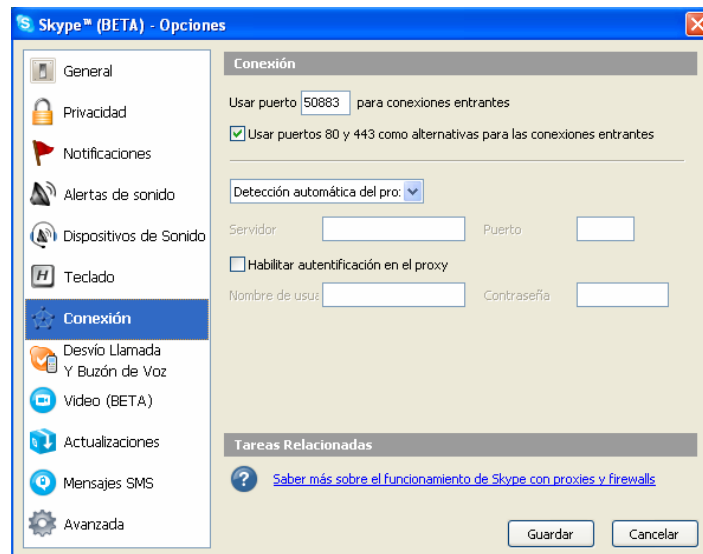 Skype™ (BETA) - Opciones
General
Privacidad
Notificaciones
Alertas de sonido
Dispositivos de Sonido
Teclado
Conexión
Desvío Llamada
Y Buzón de Voz
Video (BETA)
Actualizaciones
Mensajes SMS
Avanzada
Conexión
Usar puerto 50883 para conexiones entrantes
Usar puertos 80 y 443 como alternativas para las conexiones entrantes
Detección automática del pro:
Servidor Puerto
Habilitar autentificación en el proxy
Nombre de usua Contraseña
Tareas Relacionadas
? Saber más sobre el funcionamiento de Skype con proxies y firewalls
Guardar Cancelar